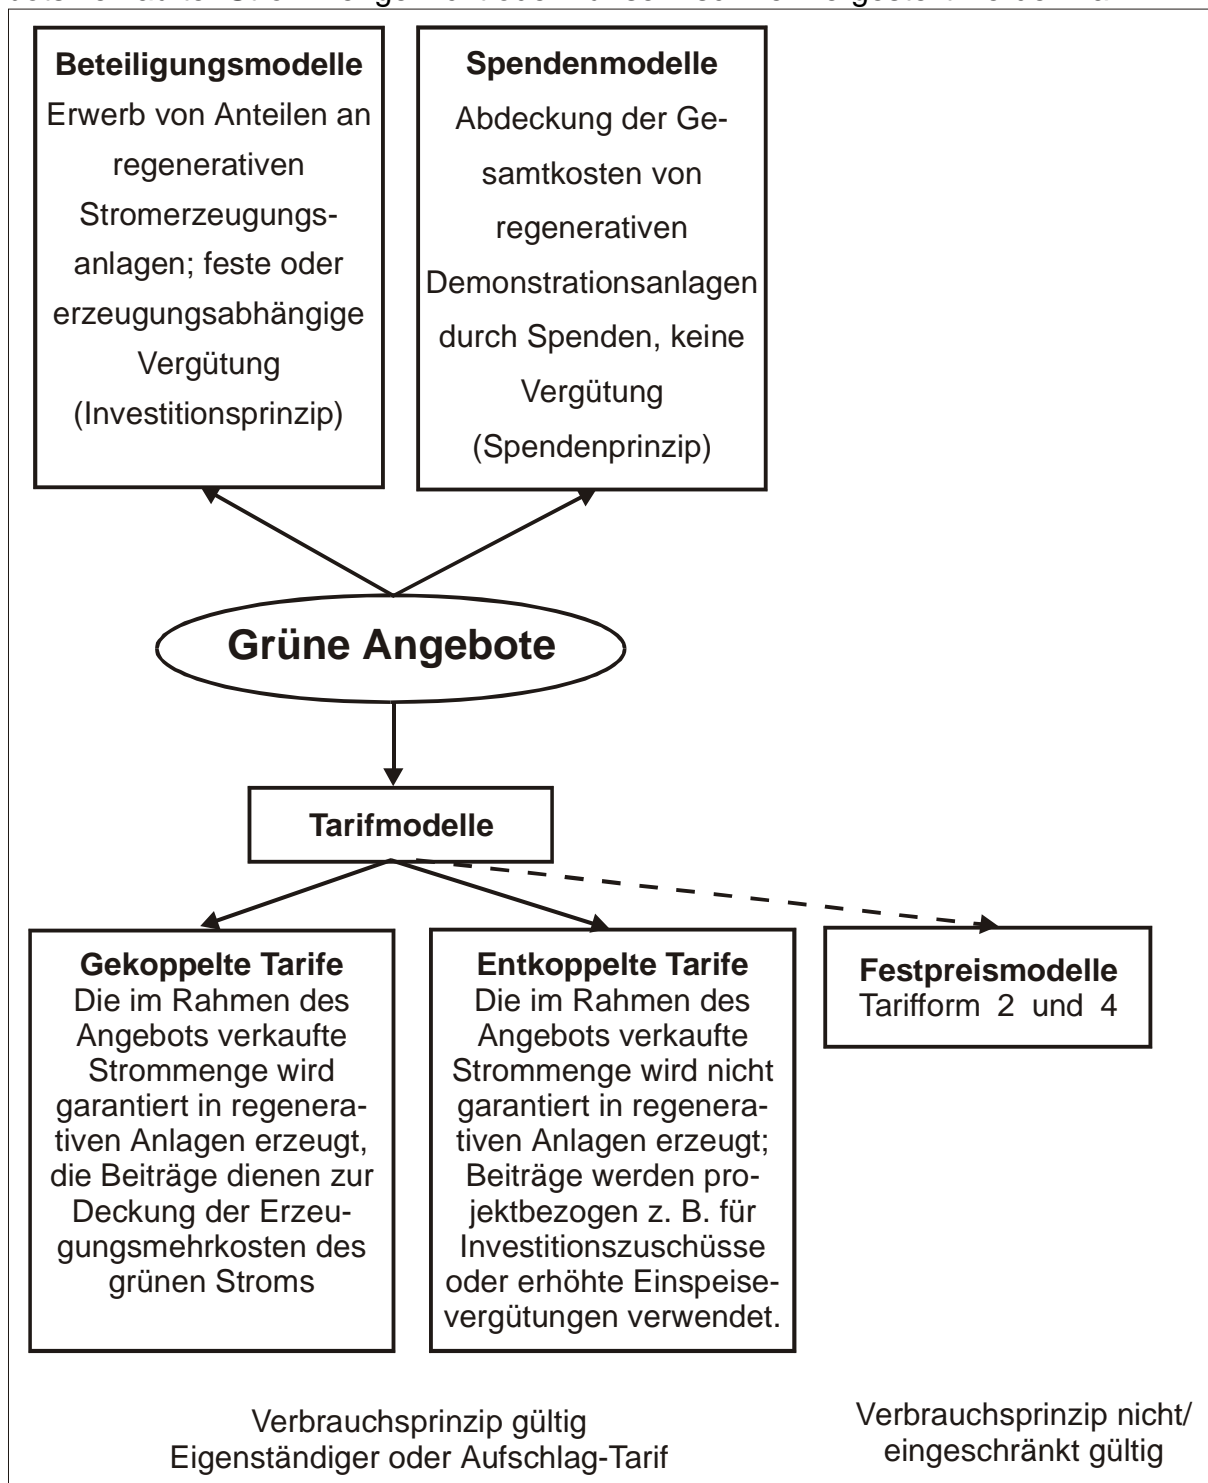 Beteiligungsmodelle
Erwerb von Anteilen an
regenerativen
Stromerzeugungs-
anlagen; feste oder
erzeugungsabhängige
Vergütung
(Investitionsprinzip)
Spendenmodelle
Abdeckung der Ge-
samtkosten von
regenerativen
Demonstrationsanlagen
durch Spenden, keine
Vergütung
(Spendenprinzip)
Grüne Angebote
Tarifmodelle
Gekoppelte Tarife
Die im Rahmen des
Angebots verkaufte
Strommenge wird
garantiert in regenera-
tiven Anlagen erzeugt,
die Beiträge dienen zur
Deckung der Erzeu-
gungsmehrkosten des
grünen Stroms
Entkoppelte Tarife
Die im Rahmen des
Angebots verkaufte
Strommenge wird nicht
garantiert in regenera-
tiven Anlagen erzeugt;
Beiträge werden pro-
jektbezogen z. B. für
Investitionszuschüsse
oder erhöhte Einspeise-
vergütungen verwendet.
Festpreismodelle
Tarifform 2 und 4
Verbrauchsprinzip gültig
Eigenständiger oder Aufschlag-Tarif
Verbrauchsprinzip nicht/
eingeschränkt gültig